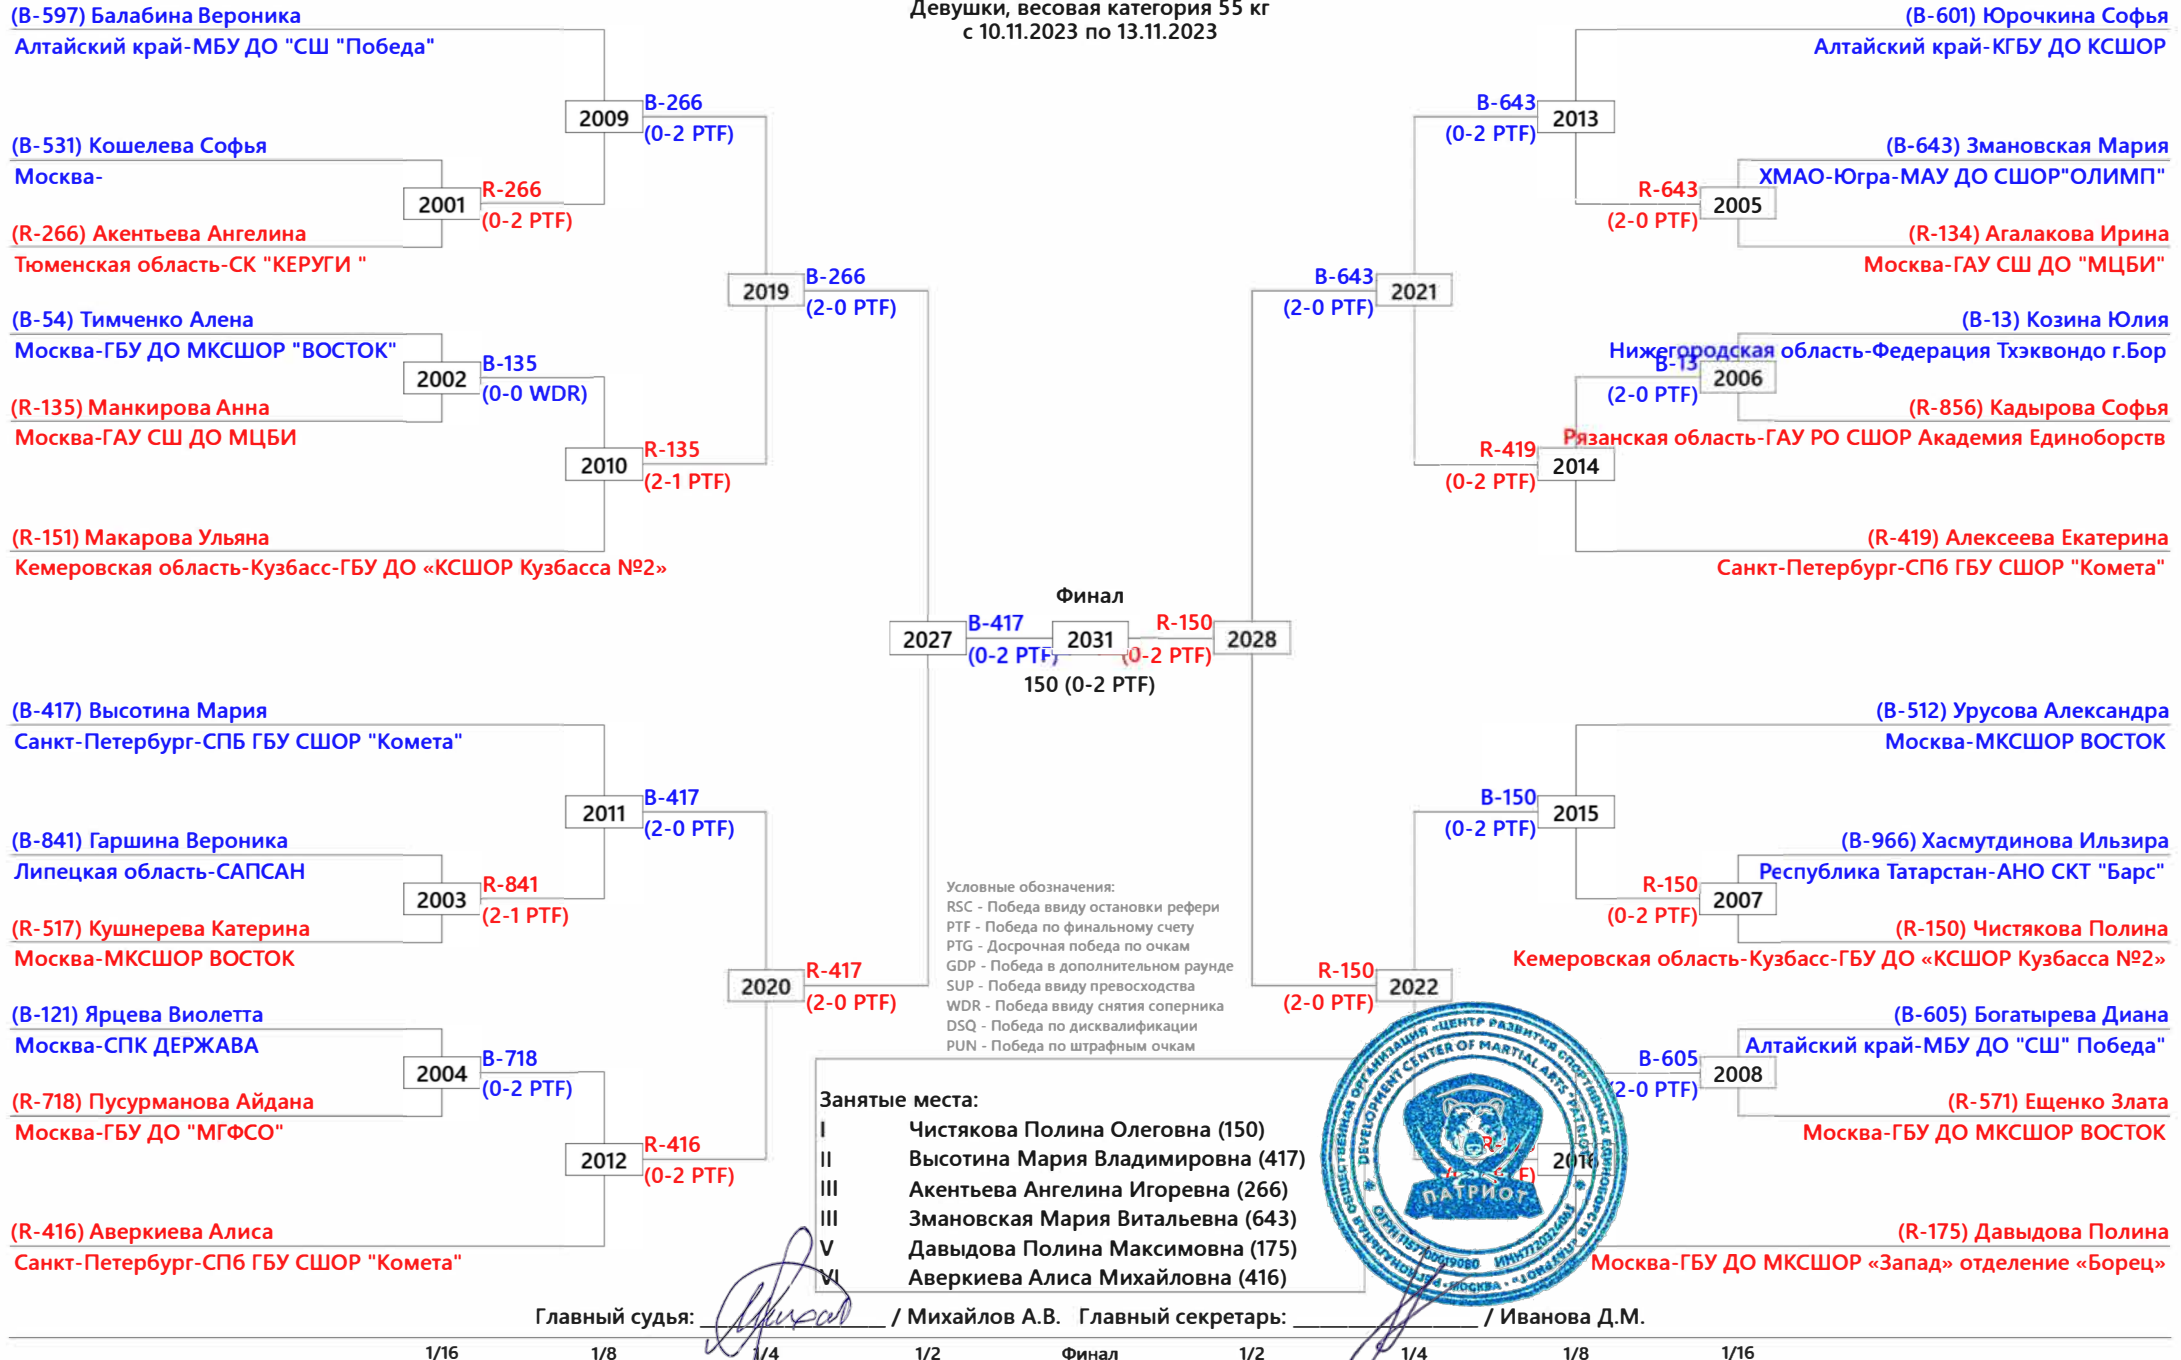 Девушки, весовая категория 55 кг
с 10.11.2023 по 13.11.2023
(B-597) Балабина Вероника
Алтайский край-МБУ ДО "СШ "Победа"
2009
B-266
(0-2 PTF)
(B-531) Кошелева Софья
Москва-
2001
R-266
(0-2 PTF)
(R-266) Акентьева Ангелина
Тюменская область-СК "КЕРУГИ "
2019
B-266
(2-0 PTF)
(B-54) Тимченко Алена
Москва-ГБУ ДО МКСШОР "ВОСТОК"
2002
B-135
(0-0 WDR)
(R-135) Манкирова Анна
Москва-ГАУ СШ ДО МЦБИ
2010
R-135
(2-1 PTF)
(R-151) Макарова Ульяна
Кемеровская область-Кузбасс-ГБУ ДО «КСШОР Кузбасса №2»
(B-601) Юрочкина Софья
Алтайский край-КГБУ ДО КСШОР
B-643
(0-2 PTF)
2013
(B-643) Змановская Мария
ХМАО-Югра-МАУ ДО СШОР"ОЛИМП"
R-643
(2-0 PTF)
2005
(R-134) Агалакова Ирина
Москва-ГАУ СШ ДО "МЦБИ"
B-643
(2-0 PTF)
2021
(B-13) Козина Юлия
Нижегородская область-Федерация Тхэквондо г.Бор
B-13
(2-0 PTF)
2006
(R-856) Кадырова Софья
Рязанская область-ГАУ РО СШОР Академия Единоборств
R-419
(0-2 PTF)
2014
(R-419) Алексеева Екатерина
Санкт-Петербург-СПб ГБУ СШОР "Комета"
Финал
2027
B-417
(0-2 PTF)
2031
R-150
(0-2 PTF)
2028
150 (0-2 PTF)
(B-417) Высотина Мария
Санкт-Петербург-СПБ ГБУ СШОР "Комета"
2011
B-417
(2-0 PTF)
(B-841) Гаршина Вероника
Липецкая область-САПСАН
2003
R-841
(2-1 PTF)
(R-517) Кушнерева Катерина
Москва-МКСШОР ВОСТОК
2020
R-417
(2-0 PTF)
(B-121) Ярцева Виолетта
Москва-СПК ДЕРЖАВА
2004
B-718
(0-2 PTF)
(R-718) Пусурманова Айдана
Москва-ГБУ ДО "МГФСО"
2012
R-416
(0-2 PTF)
(R-416) Аверкиева Алиса
Санкт-Петербург-СПб ГБУ СШОР "Комета"
(B-512) Урусова Александра
Москва-МКСШОР ВОСТОК
B-150
(0-2 PTF)
2015
(B-966) Хасмутдинова Ильзира
Республика Татарстан-АНО СКТ "Барс"
R-150
(0-2 PTF)
2007
(R-150) Чистякова Полина
Кемеровская область-Кузбасс-ГБУ ДО «КСШОР Кузбасса №2»
R-150
(2-0 PTF)
2022
(B-605) Богатырева Диана
Алтайский край-МБУ ДО "СШ" Победа"
B-605
2-0 PTF)
2008
(R-571) Ещенко Злата
Москва-ГБУ ДО МКСШОР ВОСТОК
2016
(R-175) Давыдова Полина
Москва-ГБУ ДО МКСШОР «Запад» отделение «Борец»
Условные обозначения:
RSC - Победа ввиду остановки рефери
PTF - Победа по финальному счету
PTG - Досрочная победа по очкам
GDP - Победа в дополнительном раунде
SUP - Победа ввиду превосходства
WDR - Победа ввиду снятия соперника
DSQ - Победа по дисквалификации
PUN - Победа по штрафным очкам
Занятые места:
I Чистякова Полина Олеговна (150)
II Высотина Мария Владимировна (417)
III Акентьева Ангелина Игоревна (266)
III Змановская Мария Витальевна (643)
V Давыдова Полина Максимовна (175)
VI Аверкиева Алиса Михайловна (416)
DEVELOPMENT CENTER OF MARTIAL ARTS "PATRIOT"
ПАТРИОТ
Главный судья: / Михайлов А.В. Главный секретарь: / Иванова Д.М.
1/16 1/8 1/4 1/2 Финал 1/2 1/4 1/8 1/16